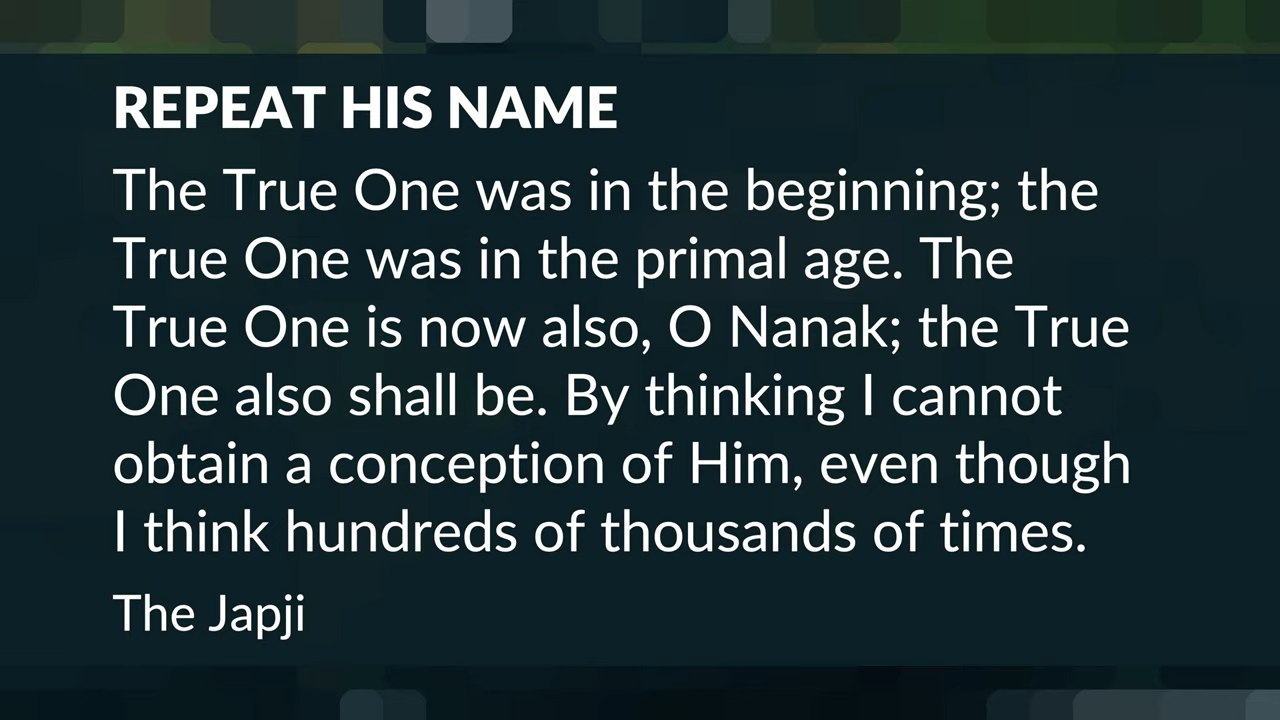 REPEAT HIS NAME
The True One was in the beginning; the
True One was in the primal age. The
True One is now also, O Nanak; the True
One also shall be. By thinking I cannot
obtain a conception of Him, even though
I think hundreds of thousands of times.
The Japji